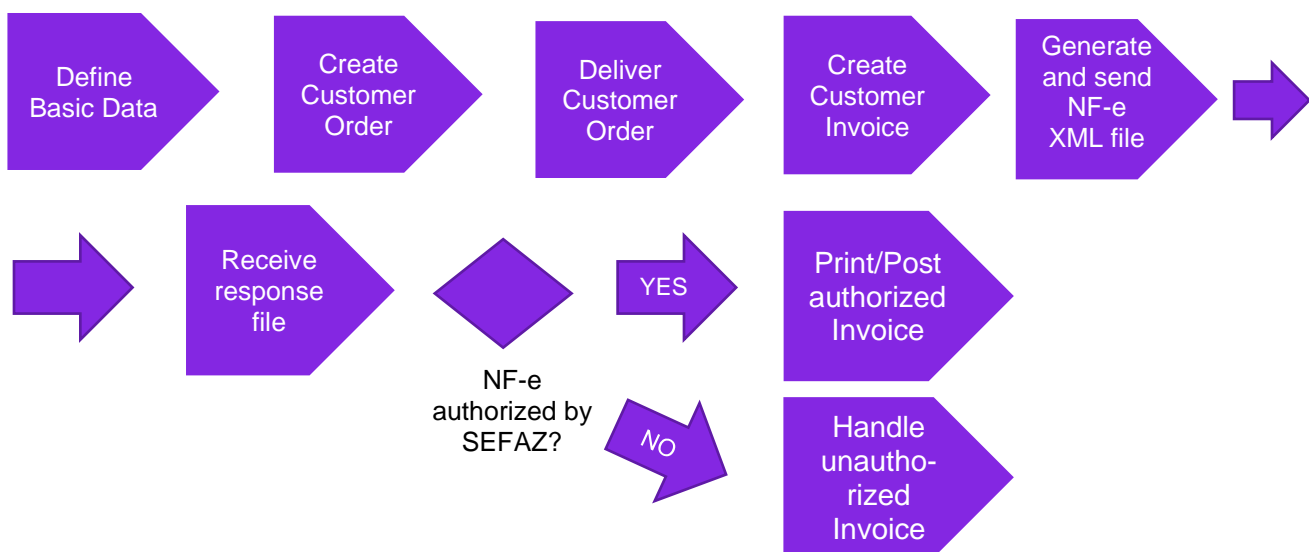 Define
Basic Data
Create
Customer
Order
Deliver
Customer
Order
Create
Customer
Invoice
Generate
and send
NF-e
XML file
Receive
response
file
NF-e
authorized by
SEFAZ?
YES
Print/Post
authorized
Invoice
NO
Handle
unautho-
rized
Invoice